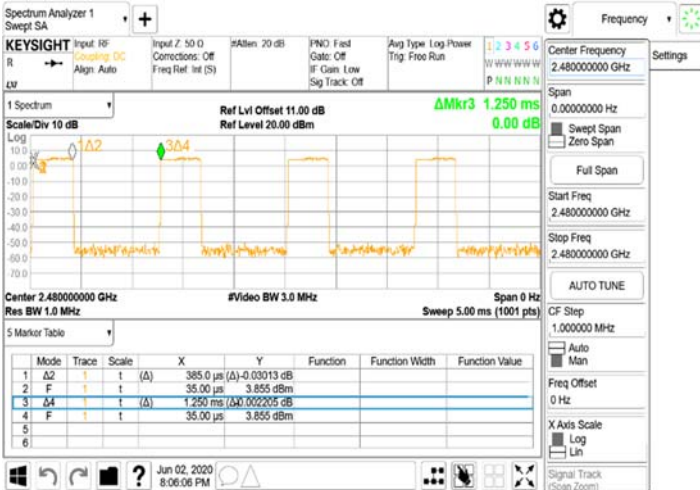 Spectrum Analyzer 1
Swept SA
+
Frequency
KEYSIGHT
Input: RF
Coupling: DC
Align: Auto
Input Z: 50 Ω
Corrections: Off
Freq Ref: Int (S)
#Atten: 20 dB
PNO: Fast
Gate: Off
IF Gain: Low
Sig Track: Off
Avg Type: Log-Power
Trig: Free Run
1 2 3 4 5 6
W W W W W W
P N N N N N
R
LXI
1 Spectrum
Scale/Div 10 dB
Ref Lvl Offset 11.00 dB
Ref Level 20.00 dBm
ΔMkr3 1.250 ms
0.00 dB
Log
10.0
0.00
-10.0
-20.0
-30.0
-40.0
-50.0
-60.0
-70.0
1Δ2
3Δ4
Center 2.480000000 GHz
Res BW 1.0 MHz
#Video BW 3.0 MHz
Span 0 Hz
Sweep 5.00 ms (1001 pts)
5 Marker Table
Mode Trace Scale X Y Function Function Width Function Value
1 Δ2 1 t (Δ) 385.0 µs (Δ) -0.03013 dB
2 F 1 t 35.00 µs 3.855 dBm
3 Δ4 1 t (Δ) 1.250 ms (Δ) 0.002205 dB
4 F 1 t 35.00 µs 3.855 dBm
5
6
?
Jun 02, 2020
8:06:06 PM
Center Frequency
2.480000000 GHz
Settings
Span
0.00000000 Hz
Swept Span
Zero Span
Full Span
Start Freq
2.480000000 GHz
Stop Freq
2.480000000 GHz
AUTO TUNE
CF Step
1.000000 MHz
Auto
Man
Freq Offset
0 Hz
X Axis Scale
Log
Lin
Signal Track
(Span Zoom)